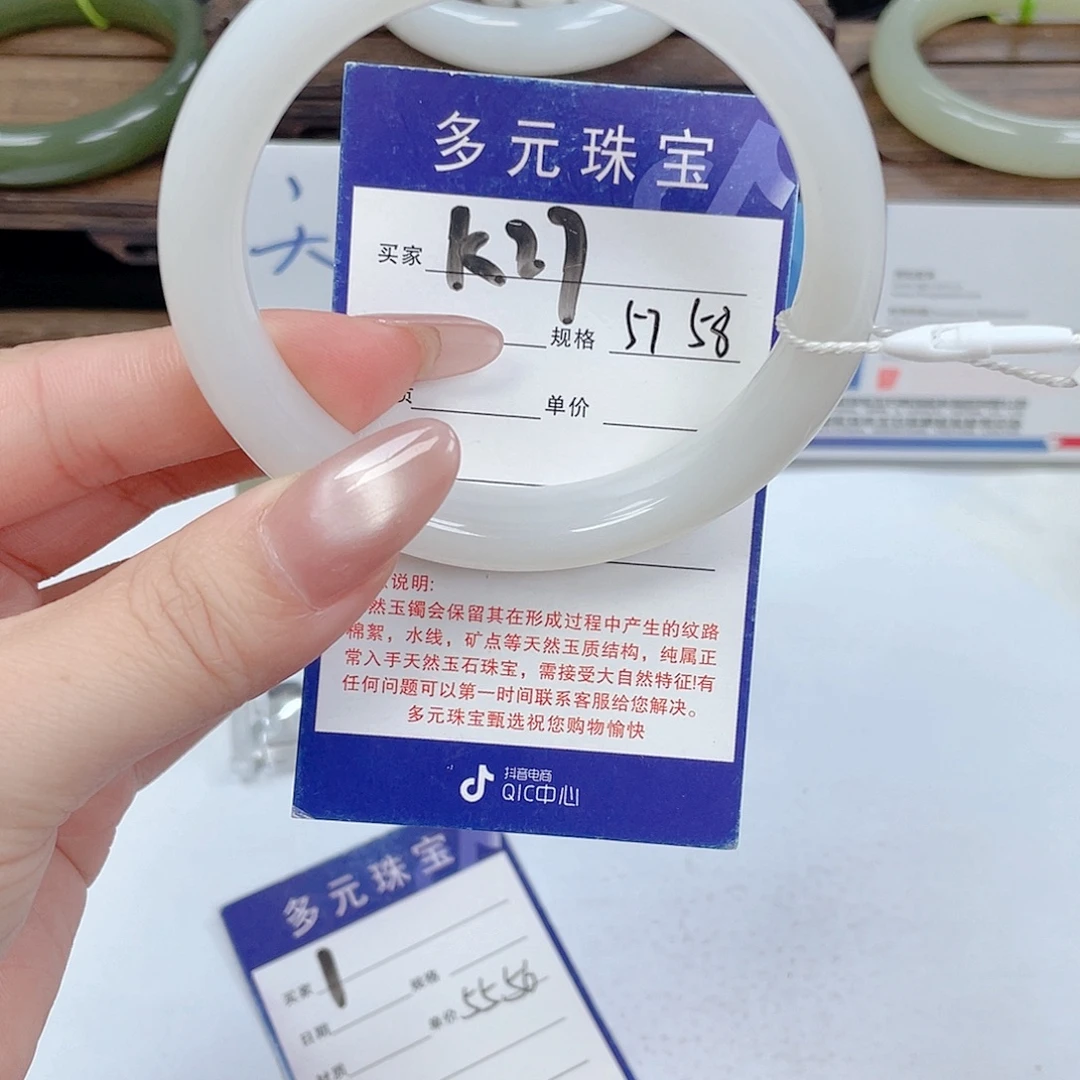 多元珠宝
买家 K27
规格 57 58
单价
说明:
然玉镯会保留其在形成过程中产生的纹路
棉絮，水线，矿点等天然玉质结构，纯属正
常入手天然玉石珠宝，需接受大自然特征!有
任何问题可以第一时间联系客服给您解决。
多元珠宝甄选祝您购物愉快
抖音电商
QIC中心
多元珠宝
买家 1 规格
日期 单价 55 56
材质